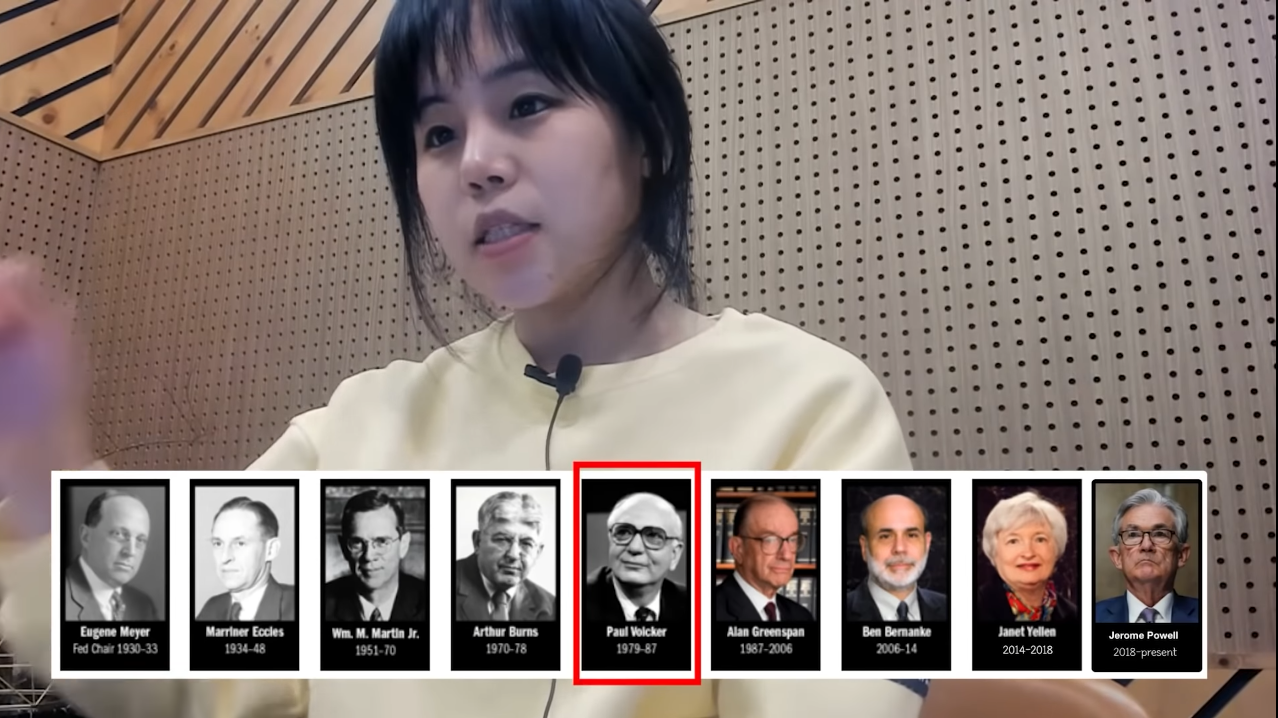 Eugene Meyer
Fed Chair 1930-33
Marriner Eccles
1934-48
Wm. M. Martin Jr.
1951-70
Arthur Burns
1970-78
Paul Volcker
1979-87
Alan Greenspan
1987-2006
Ben Bernanke
2006-14
Janet Yellen
2014-2018
Jerome Powell
2018-present